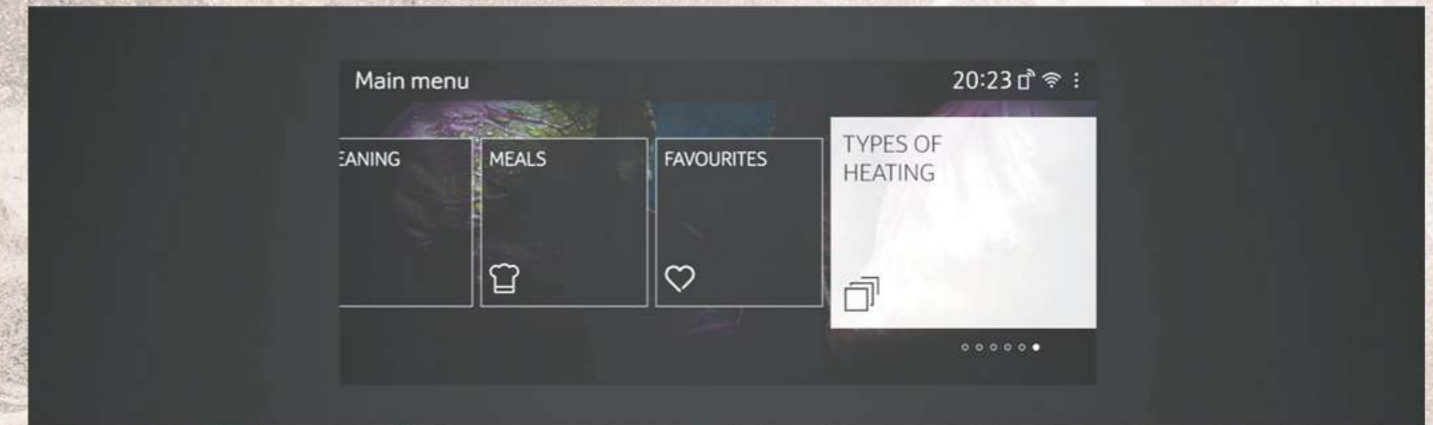 Main menu
20:23
EANING
MEALS
FAVOURITES
TYPES OF
HEATING